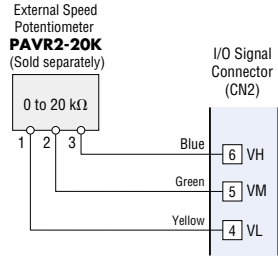 External Speed
Potentiometer
PAVR2-20K
(Sold separately)
I/O Signal
Connector
(CN2)
0 to 20 kΩ
1 2 3
Blue
6 VH
Green
5 VM
Yellow
4 VL